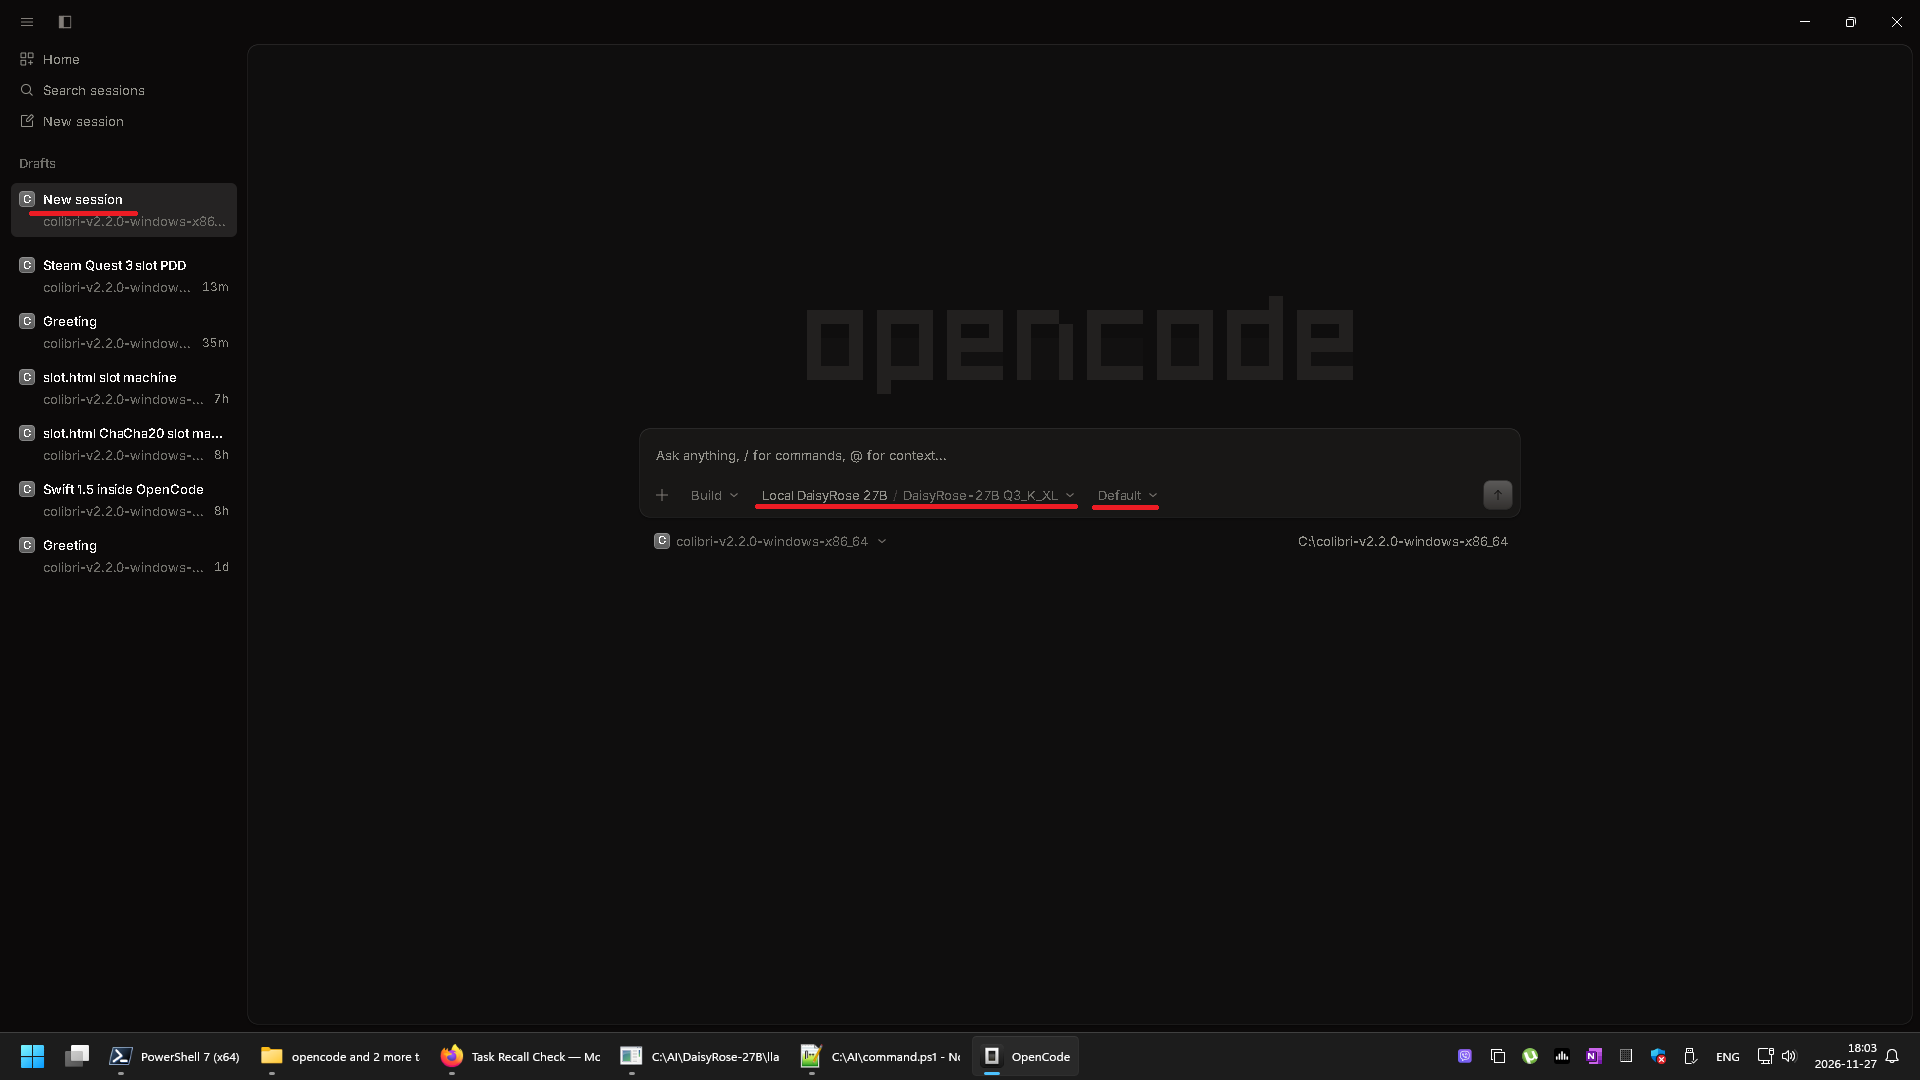 Home
Search sessions
New session
Drafts
C New session
colibri-v2.2.0-windows-x86...
C Steam Quest 3 slot PDD
colibri-v2.2.0-window... 13m
C Greeting
colibri-v2.2.0-window... 35m
C slot.html slot machine
colibri-v2.2.0-windows-... 7h
C slot.html ChaCha20 slot ma...
colibri-v2.2.0-windows-... 8h
C Swift 1.5 inside OpenCode
colibri-v2.2.0-windows-... 8h
C Greeting
colibri-v2.2.0-windows-... 1d
opencode
Ask anything, / for commands, @ for context...
Build Local DaisyRose 27B / DaisyRose-27B Q3_K_XL Default
C colibri-v2.2.0-windows-x86_64 C:\colibri-v2.2.0-windows-x86_64
PowerShell 7 (x64) opencode and 2 more t Task Recall Check — Mc C:\AI\DaisyRose-27B\lla C:\AI\command.ps1 - Nc OpenCode ENG 18:03
2026-11-27